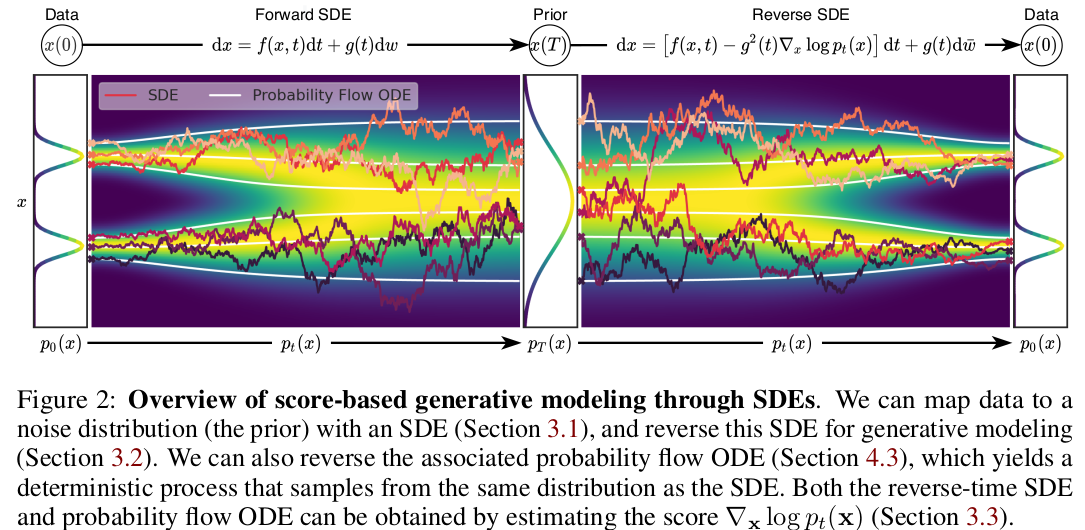 Data Forward SDE Prior Reverse SDE Data
x(0) dx = f(x,t)dt + g(t)dw x(T) dx = [f(x,t) − g²(t)∇ₓ log pₜ(x)] dt + g(t)dw̄ x(0)
SDE Probability Flow ODE
x
p₀(x) pₜ(x) p_T(x) pₜ(x) p₀(x)
Figure 2: Overview of score-based generative modeling through SDEs. We can map data to a
noise distribution (the prior) with an SDE (Section 3.1), and reverse this SDE for generative modeling
(Section 3.2). We can also reverse the associated probability flow ODE (Section 4.3), which yields a
deterministic process that samples from the same distribution as the SDE. Both the reverse-time SDE
and probability flow ODE can be obtained by estimating the score ∇ₓ log pₜ(x) (Section 3.3).